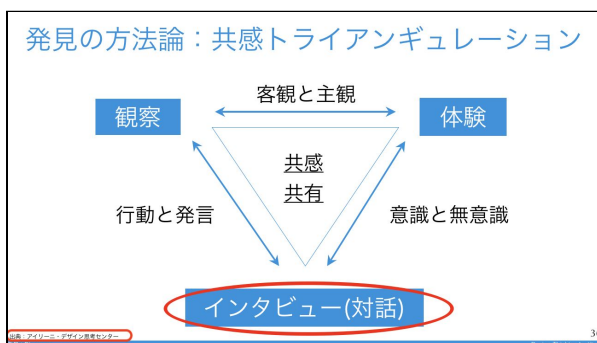 発見の方法論：共感トライアンギュレーション
客観と主観
観察
体験
共感
共有
行動と発言
意識と無意識
インタビュー(対話)
出典：アイリーニ・デザイン思考センター